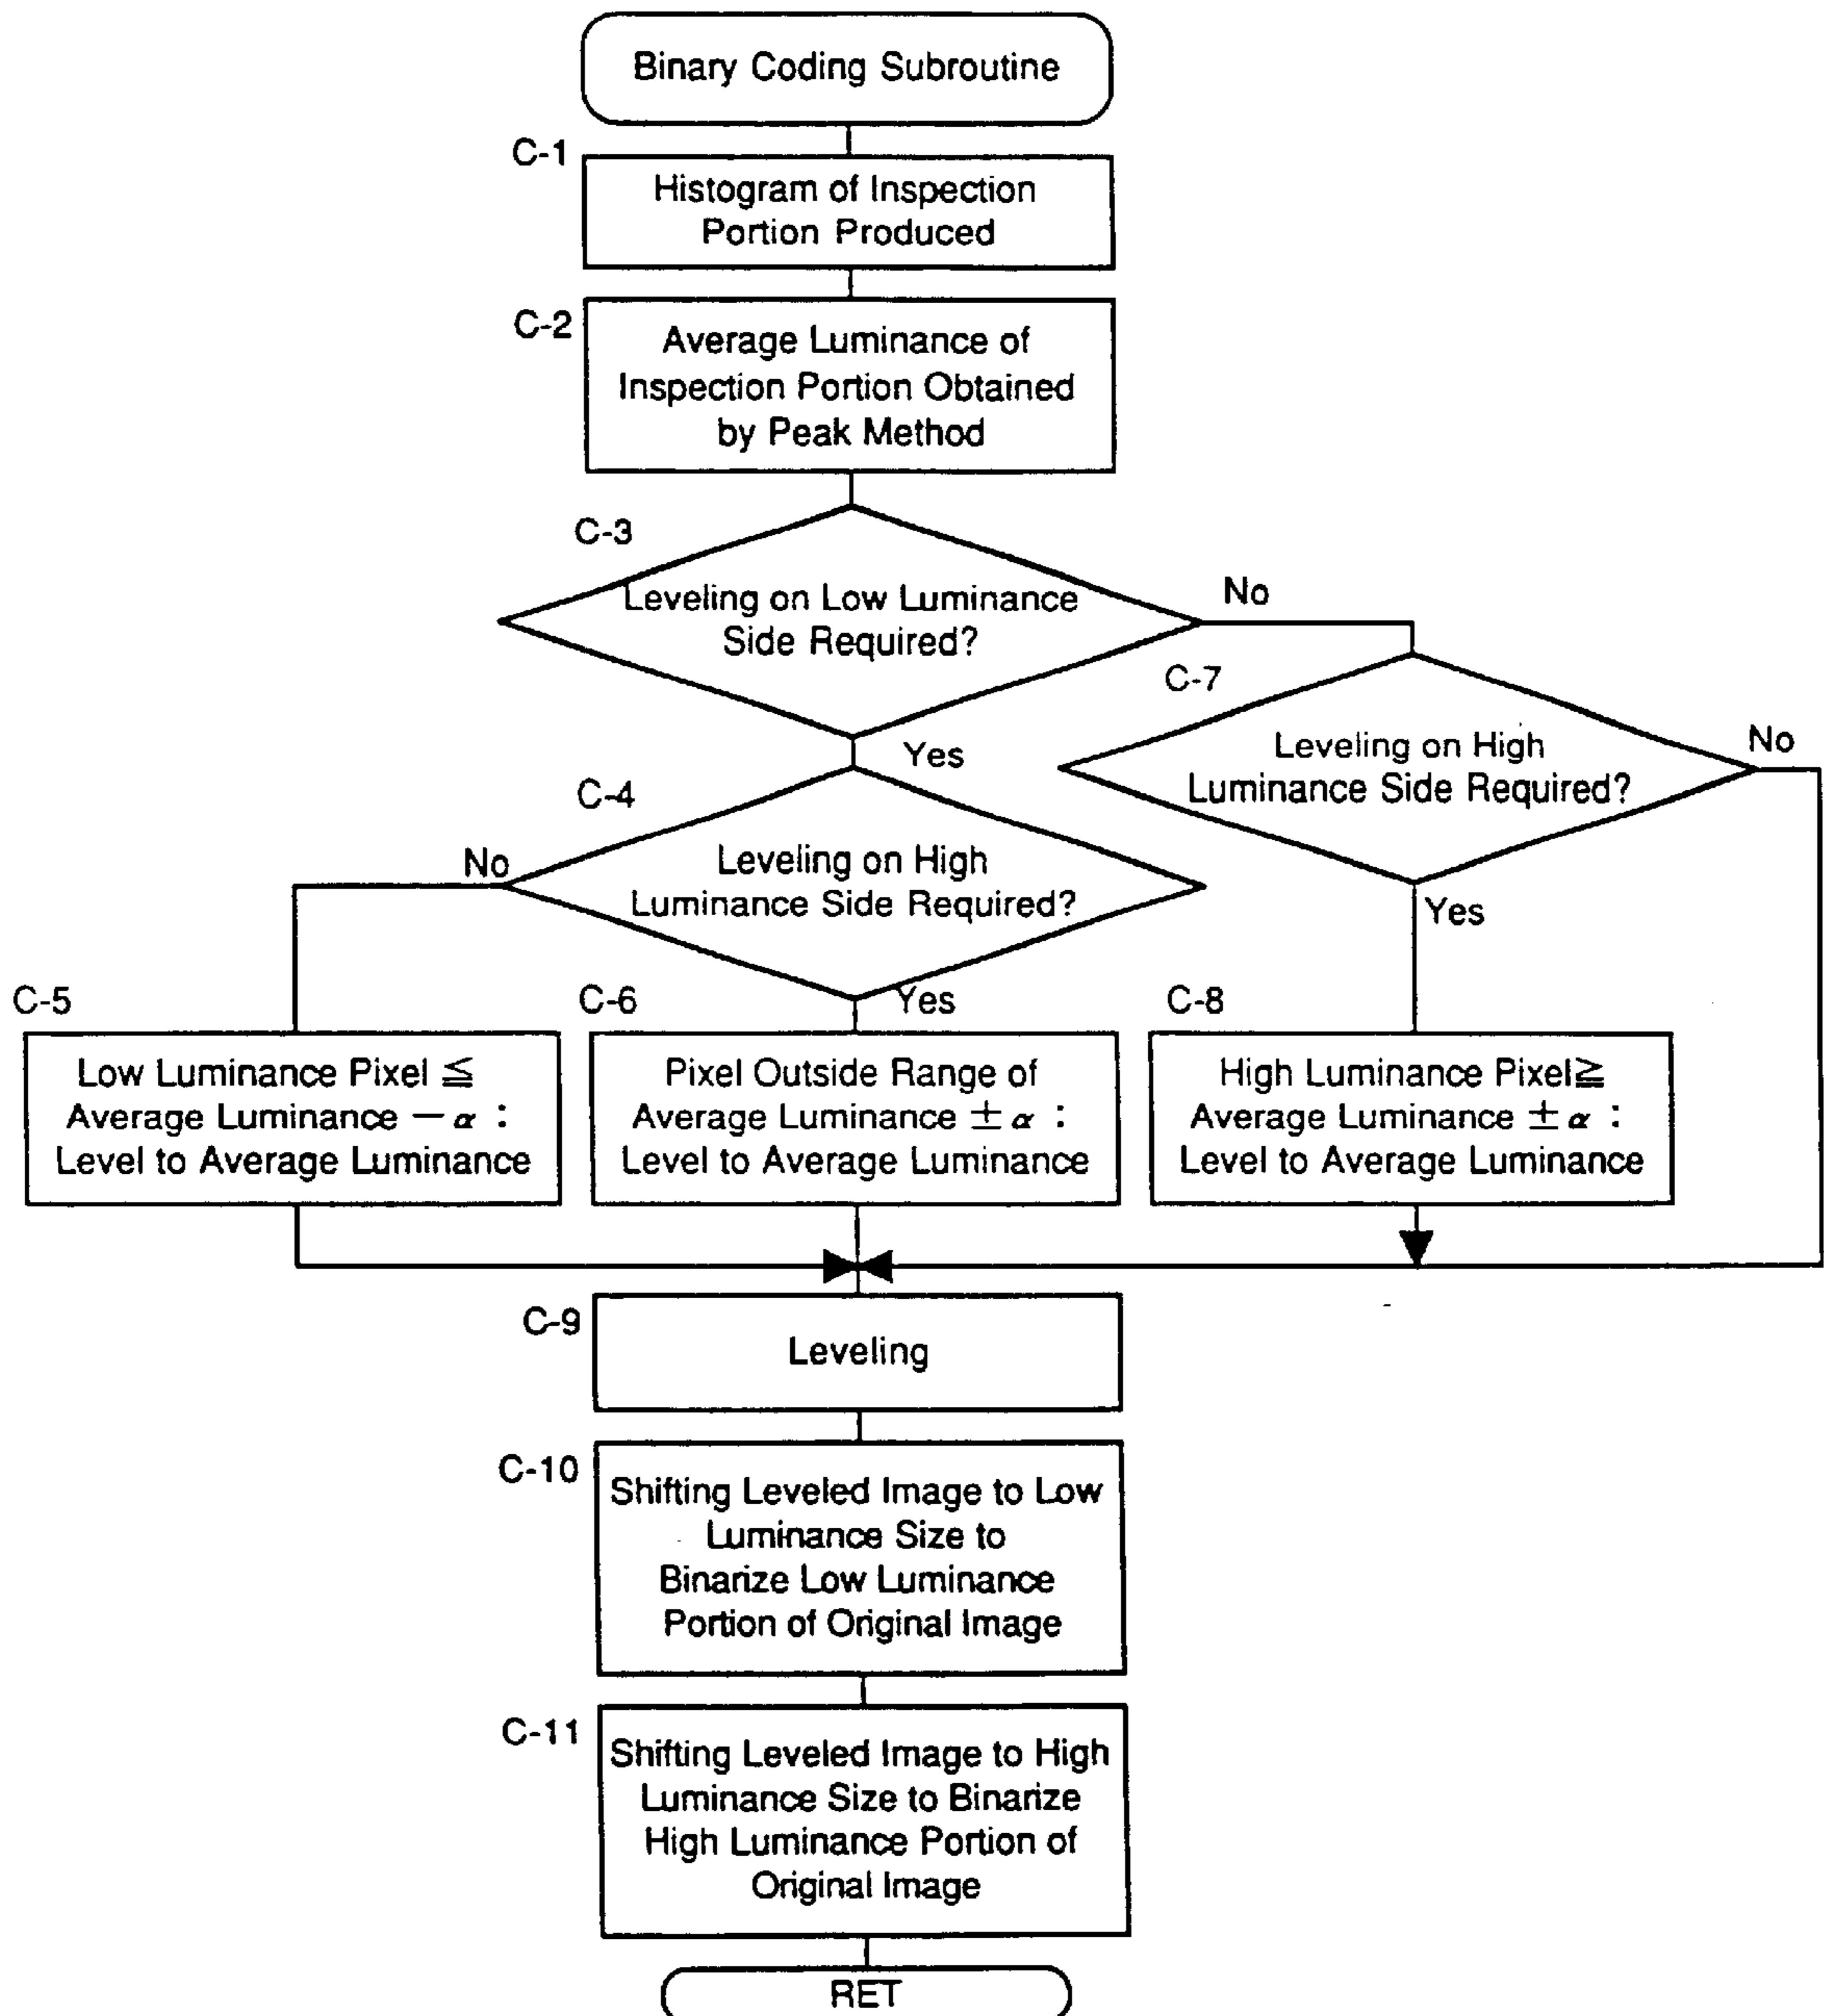 Binary Coding Subroutine
C-1
Histogram of Inspection
Portion Produced
C-2
Average Luminance of
Inspection Portion Obtained
by Peak Method
C-3
Leveling on Low Luminance
Side Required?
No
Yes
C-7
Leveling on High
Luminance Side Required?
No
Yes
C-4
Leveling on High
Luminance Side Required?
No
Yes
C-5
Low Luminance Pixel ≦
Average Luminance − α :
Level to Average Luminance
C-6
Pixel Outside Range of
Average Luminance ± α :
Level to Average Luminance
C-8
High Luminance Pixel≧
Average Luminance ± α :
Level to Average Luminance
C-9
Leveling
C-10
Shifting Leveled Image to Low
Luminance Size to
Binarize Low Luminance
Portion of Original Image
C-11
Shifting Leveled Image to High
Luminance Size to Binarize
High Luminance Portion of
Original Image
RET